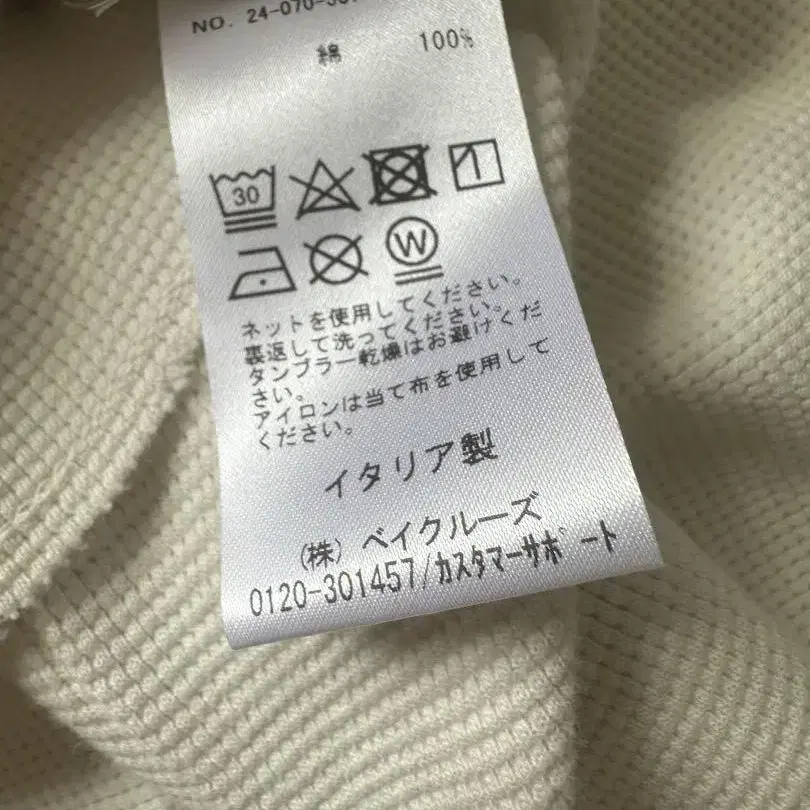 NO. 24-070-
綿 100%
30
W
ネットを使用してください。
裏返して洗ってください。
タンブラー乾燥はお避けくだ
さい。
アイロンは当て布を使用して
ください。
イタリア製
(株) ベイクルーズ
0120-301457/カスタマーサポート